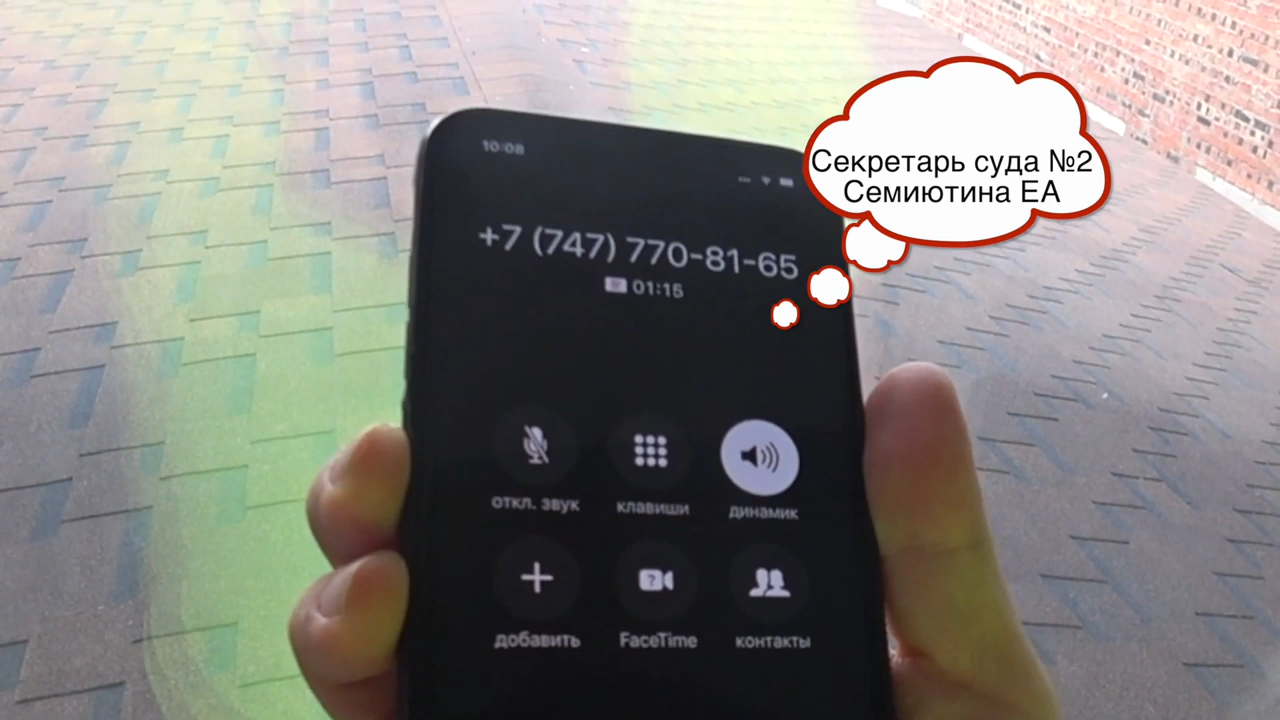 10:08
Секретарь суда №2
Семиютина ЕА
+7 (747) 770-81-65
01:15
откл. звук
клавиши
динамик
добавить
FaceTime
контакты